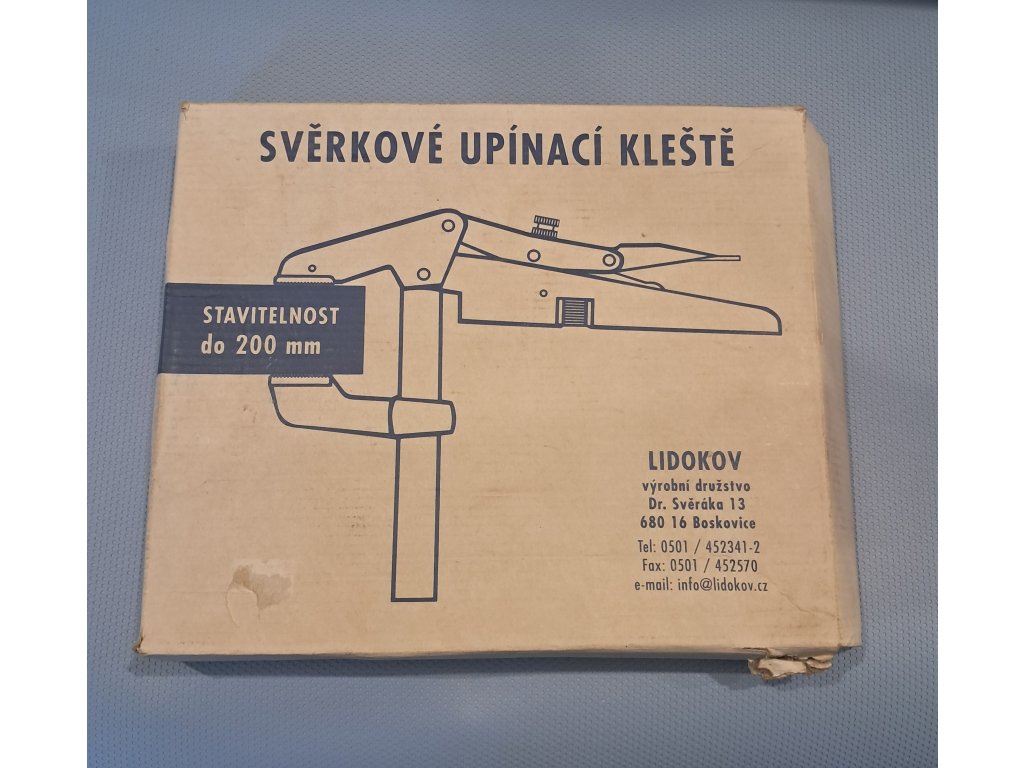 SVĚRKOVÉ UPÍNACÍ KLEŠTĚ
STAVITELNOST
do 200 mm
LIDOKOV
výrobní družstvo
Dr. Svěráka 13
680 16 Boskovice
Tel: 0501 / 452341-2
Fax: 0501 / 452570
e-mail: info@lidokov.cz